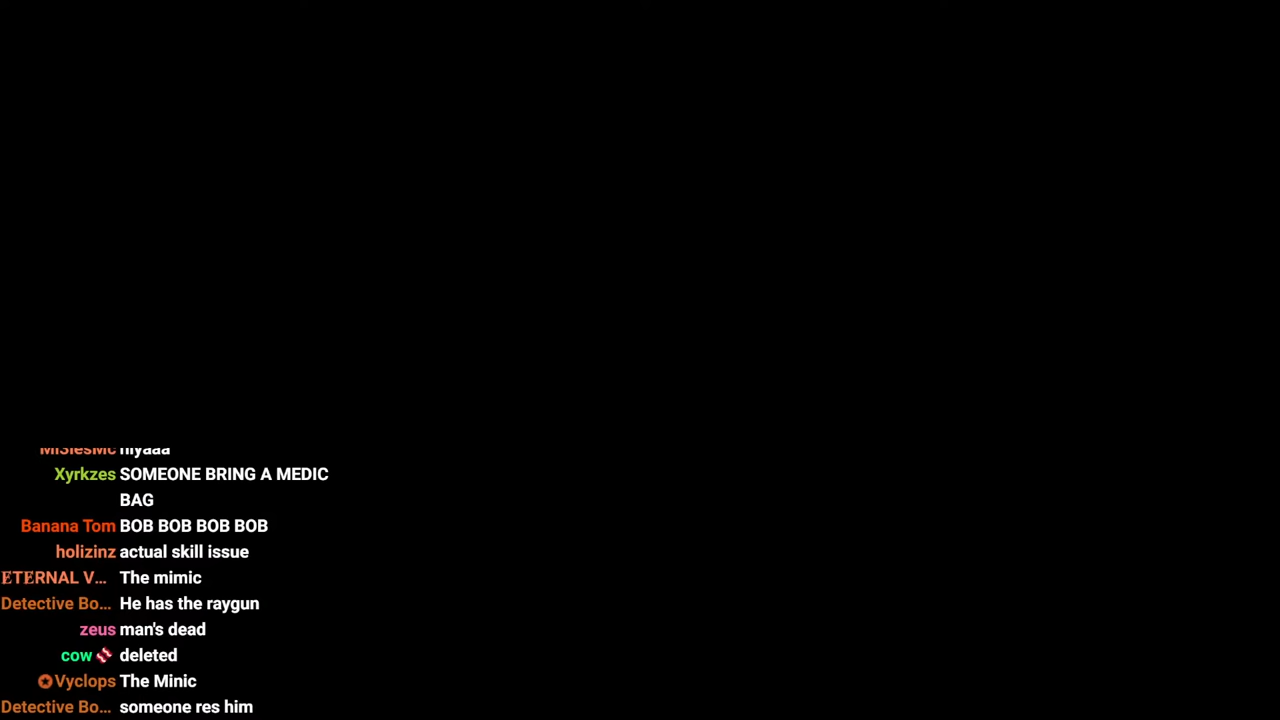 Xyrkzes SOMEONE BRING A MEDIC
BAG
Banana Tom BOB BOB BOB BOB
holizinz actual skill issue
ETERNAL V... The mimic
Detective Bo... He has the raygun
zeus man's dead
cow deleted
Vyclops The Minic
Detective Bo... someone res him